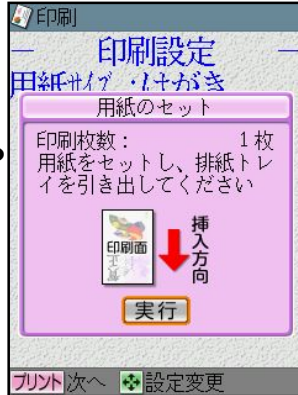 印刷
印刷設定
用紙サイズ :はがき
用紙のセット
印刷枚数： 1枚
用紙をセットし、排紙トレ
イを引き出してください
印刷面
賀正
挿入方向
実行
プリント 次へ 設定変更